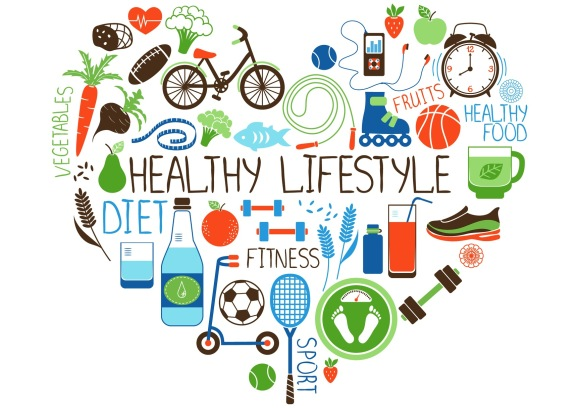 VEGETABLES
FRUITS
HEALTHY
FOOD
HEALTHY LIFESTYLE
DIET
FITNESS
SPORT